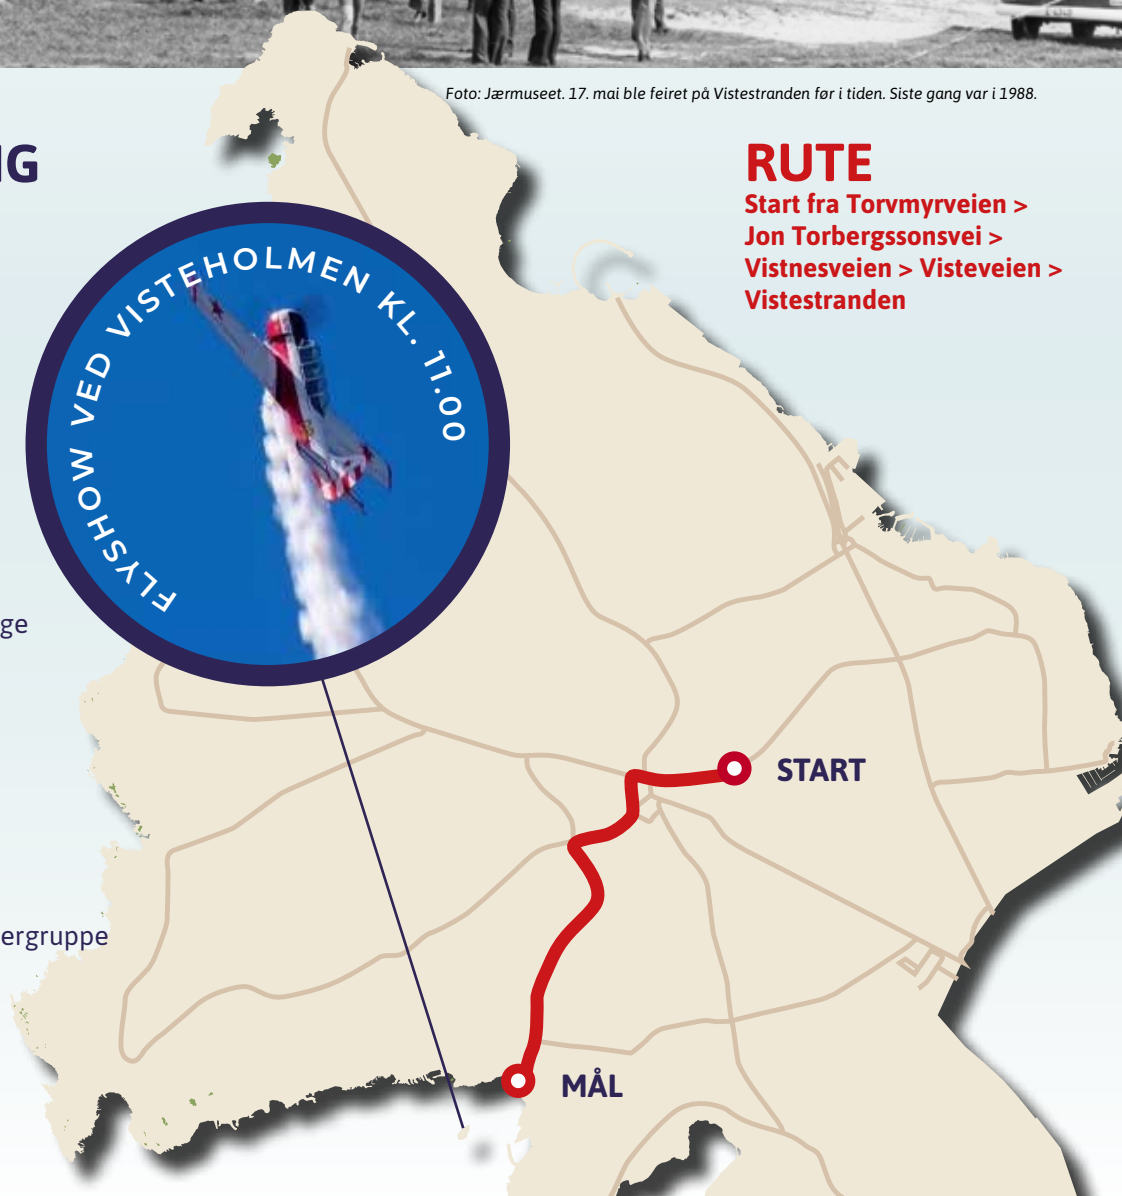 Foto: Jærmuseet. 17. mai ble feiret på Vistestranden før i tiden. Siste gang var i 1988.
RUTE
Start fra Torvmyrveien >
Jon Torbergssonsvei >
Vistnesveien > Visteveien >
Vistestranden
IG
FLYSHOW VED VISTEHOLMEN KL. 11.00
ge
START
ergruppe
MÅL